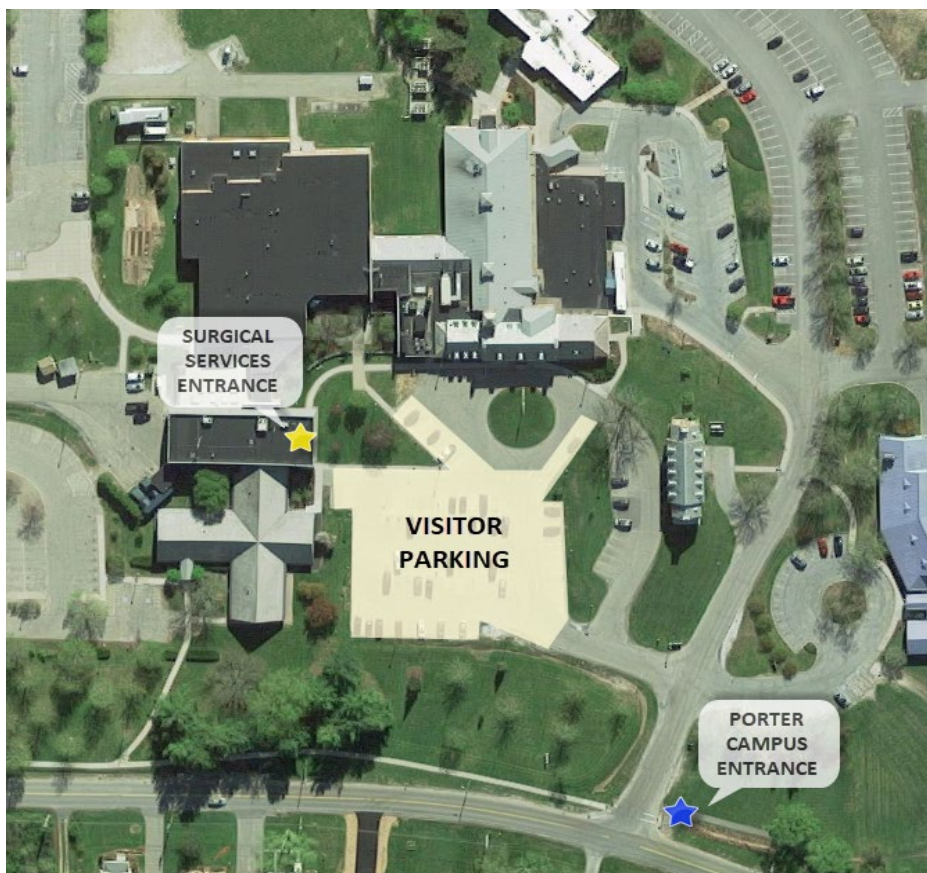 SURGICAL
SERVICES
ENTRANCE
VISITOR
PARKING
PORTER
CAMPUS
ENTRANCE